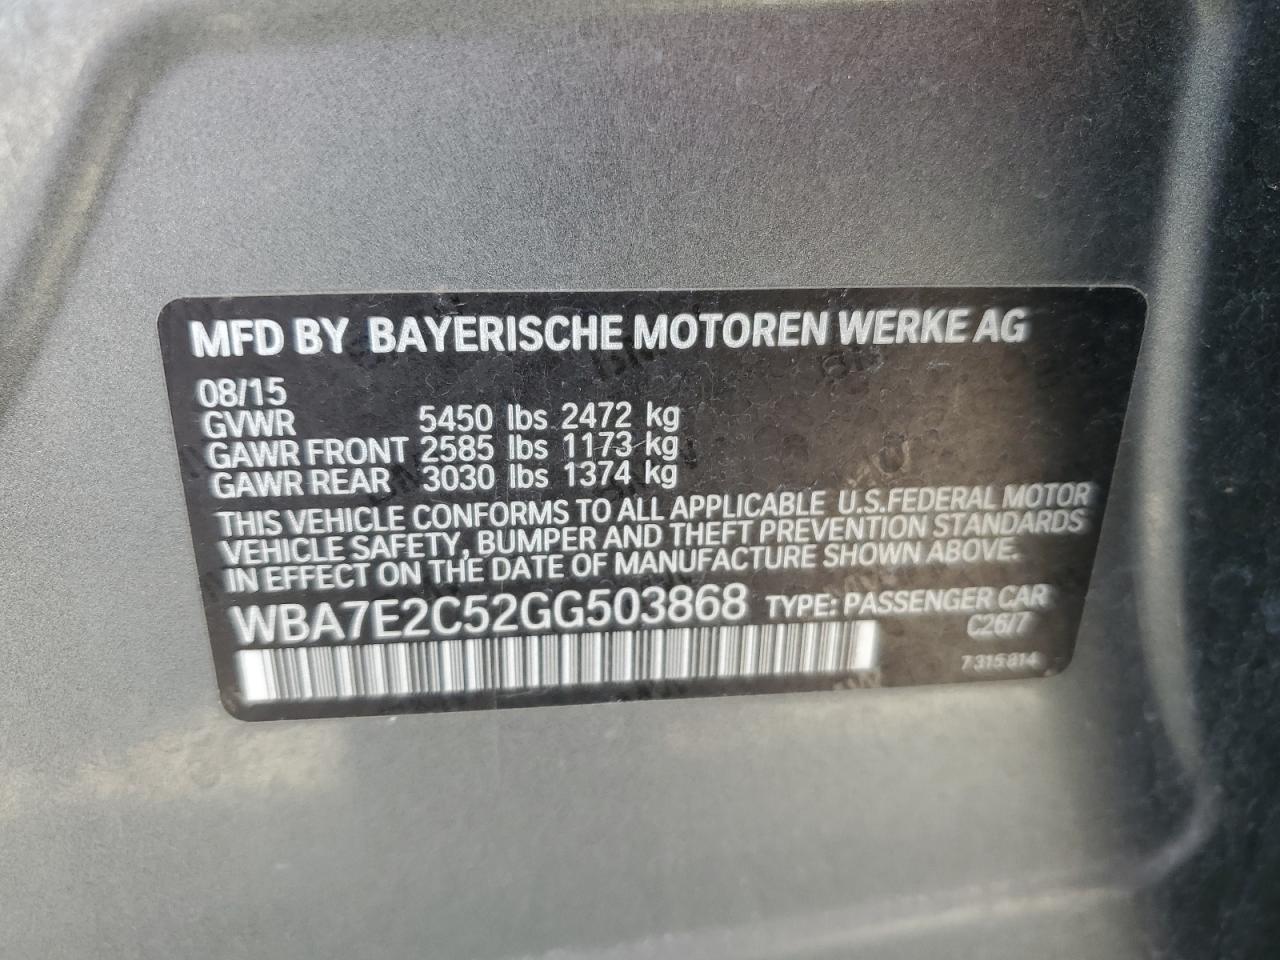 MFD BY BAYERISCHE MOTOREN WERKE AG
08/15
GVWR 5450 lbs 2472 kg
GAWR FRONT 2585 lbs 1173 kg
GAWR REAR 3030 lbs 1374 kg
THIS VEHICLE CONFORMS TO ALL APPLICABLE U.S.FEDERAL MOTOR
VEHICLE SAFETY, BUMPER AND THEFT PREVENTION STANDARDS
IN EFFECT ON THE DATE OF MANUFACTURE SHOWN ABOVE.
WBA7E2C52GG503868 TYPE: PASSENGER CAR
C26/7
7315814